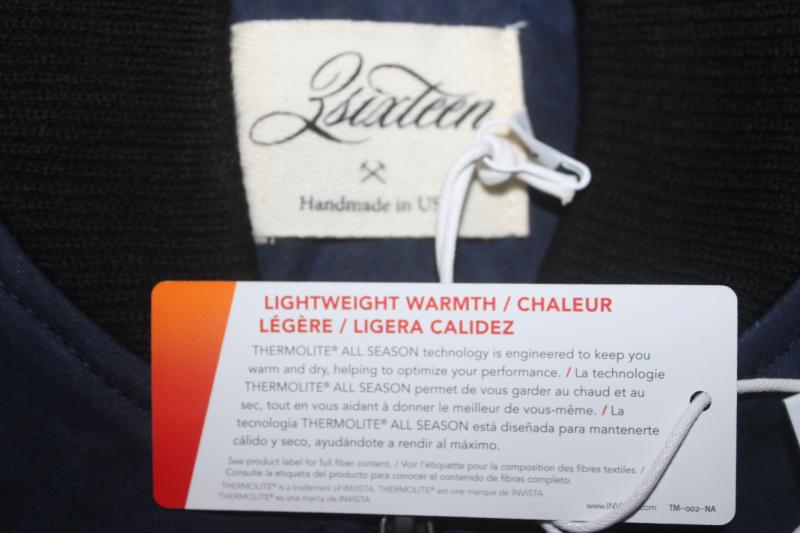 3sixteen
Handmade in
LIGHTWEIGHT WARMTH / CHALEUR
LÉGÈRE / LIGERA CALIDEZ
THERMOLITE® ALL SEASON technology is engineered to keep you
warm and dry, helping to optimize your performance. / La technologie
THERMOLITE® ALL SEASON permet de vous garder au chaud et au
sec, tout en vous aidant à donner le meilleur de vous-même. / La
tecnología THERMOLITE® ALL SEASON está diseñada para mantenerte
cálido y seco, ayudándote a rendir al máximo.
See product label for full fiber content. / Voir l'étiquette pour la composition des fibres textiles. /
Consulte la etiqueta del producto para conocer el contenido de fibras completo.
THERMOLITE® is a trademark of INVISTA. THERMOLITE® est une marque de INVISTA.
THERMOLITE® es una marca de INVISTA.
TM-002-NA